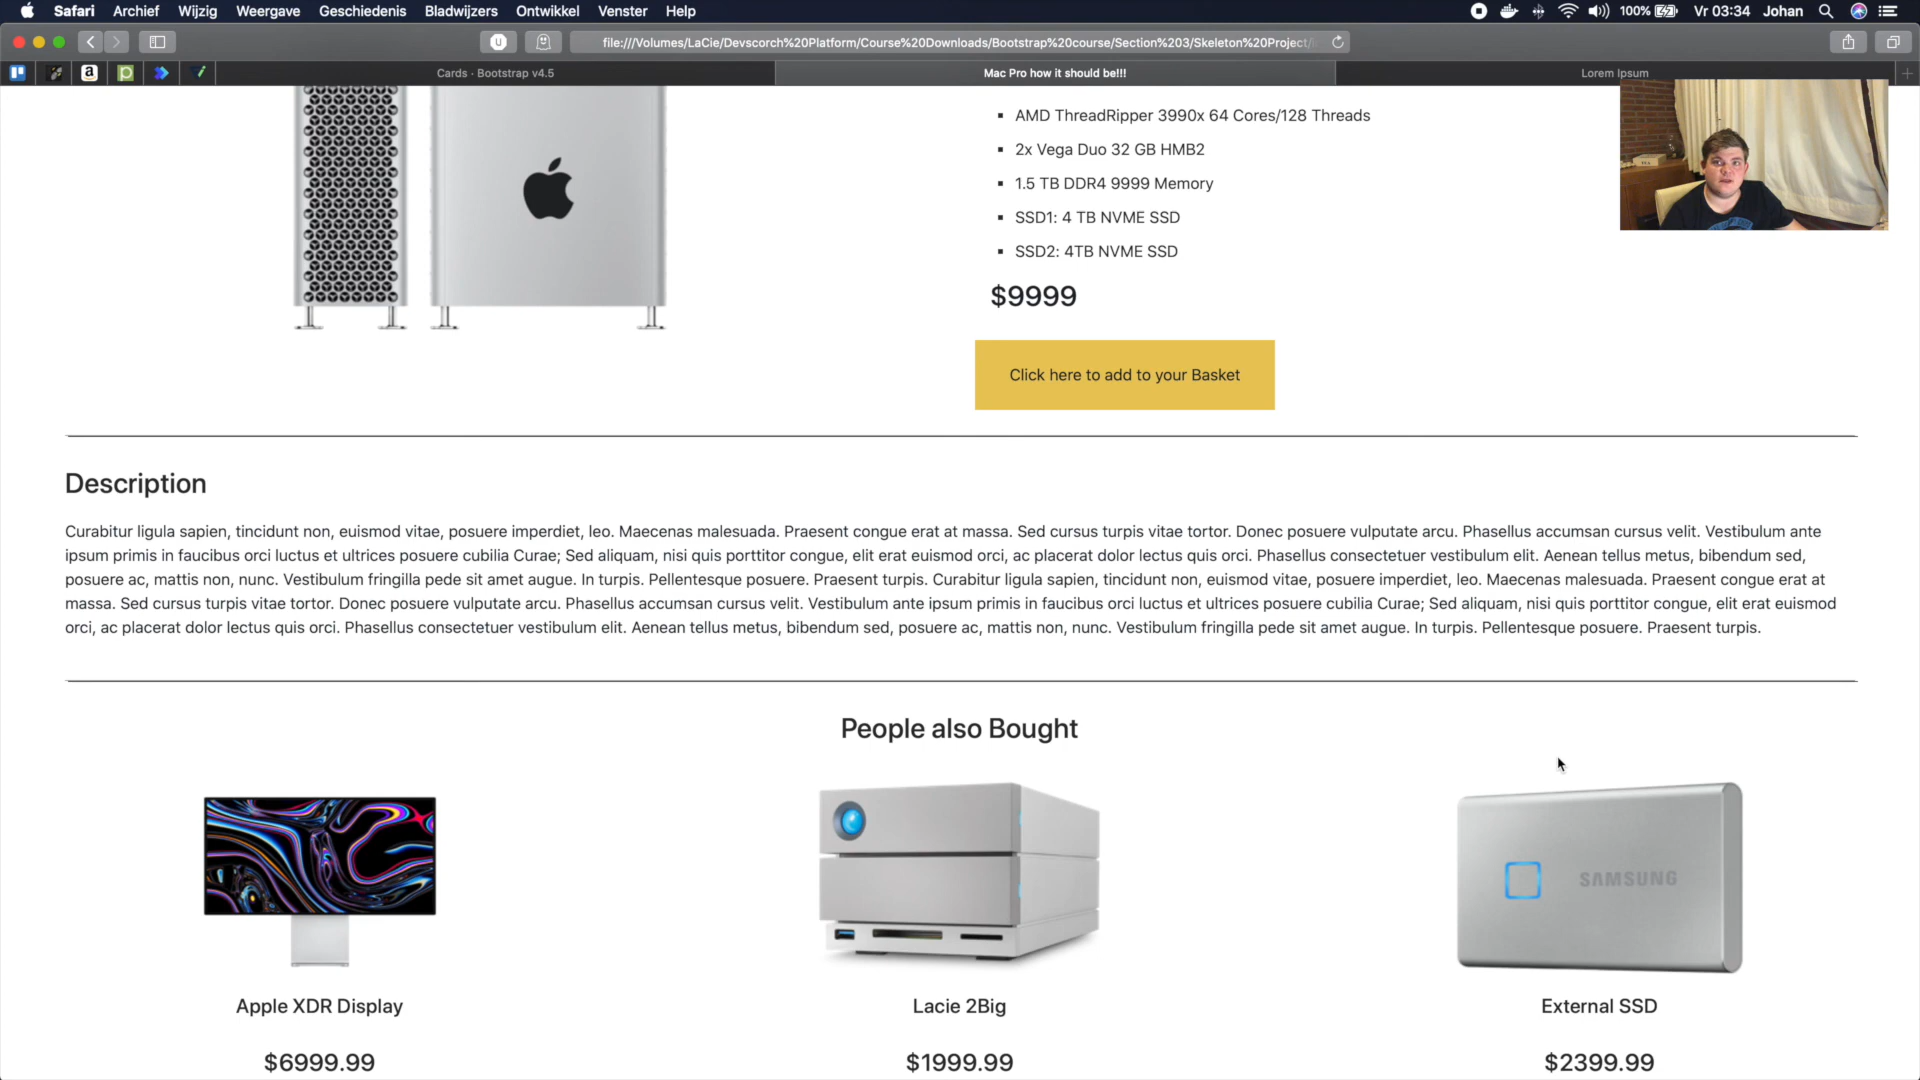 Safari Archief Wijzig Weergave Geschiedenis Bladwijzers Ontwikkel Venster Help 100% Vr 03:34 Johan
file:///Volumes/LaCie/Devscorch%20Platform/Course%20Downloads/Bootstrap%20course/Section%203/Skeleton%20Project/
Cards · Bootstrap v4.5 Mac Pro how it should be!!! Lorem Ipsum
▪ AMD ThreadRipper 3990x 64 Cores/128 Threads
▪ 2x Vega Duo 32 GB HMB2
▪ 1.5 TB DDR4 9999 Memory
▪ SSD1: 4 TB NVME SSD
▪ SSD2: 4TB NVME SSD
$9999
Click here to add to your Basket
Description
Curabitur ligula sapien, tincidunt non, euismod vitae, posuere imperdiet, leo. Maecenas malesuada. Praesent congue erat at massa. Sed cursus turpis vitae tortor. Donec posuere vulputate arcu. Phasellus accumsan cursus velit. Vestibulum ante
ipsum primis in faucibus orci luctus et ultrices posuere cubilia Curae; Sed aliquam, nisi quis porttitor congue, elit erat euismod orci, ac placerat dolor lectus quis orci. Phasellus consectetuer vestibulum elit. Aenean tellus metus, bibendum sed,
posuere ac, mattis non, nunc. Vestibulum fringilla pede sit amet augue. In turpis. Pellentesque posuere. Praesent turpis. Curabitur ligula sapien, tincidunt non, euismod vitae, posuere imperdiet, leo. Maecenas malesuada. Praesent congue erat at
massa. Sed cursus turpis vitae tortor. Donec posuere vulputate arcu. Phasellus accumsan cursus velit. Vestibulum ante ipsum primis in faucibus orci luctus et ultrices posuere cubilia Curae; Sed aliquam, nisi quis porttitor congue, elit erat euismod
orci, ac placerat dolor lectus quis orci. Phasellus consectetuer vestibulum elit. Aenean tellus metus, bibendum sed, posuere ac, mattis non, nunc. Vestibulum fringilla pede sit amet augue. In turpis. Pellentesque posuere. Praesent turpis.
People also Bought
SAMSUNG
Apple XDR Display Lacie 2Big External SSD
$6999.99 $1999.99 $2399.99